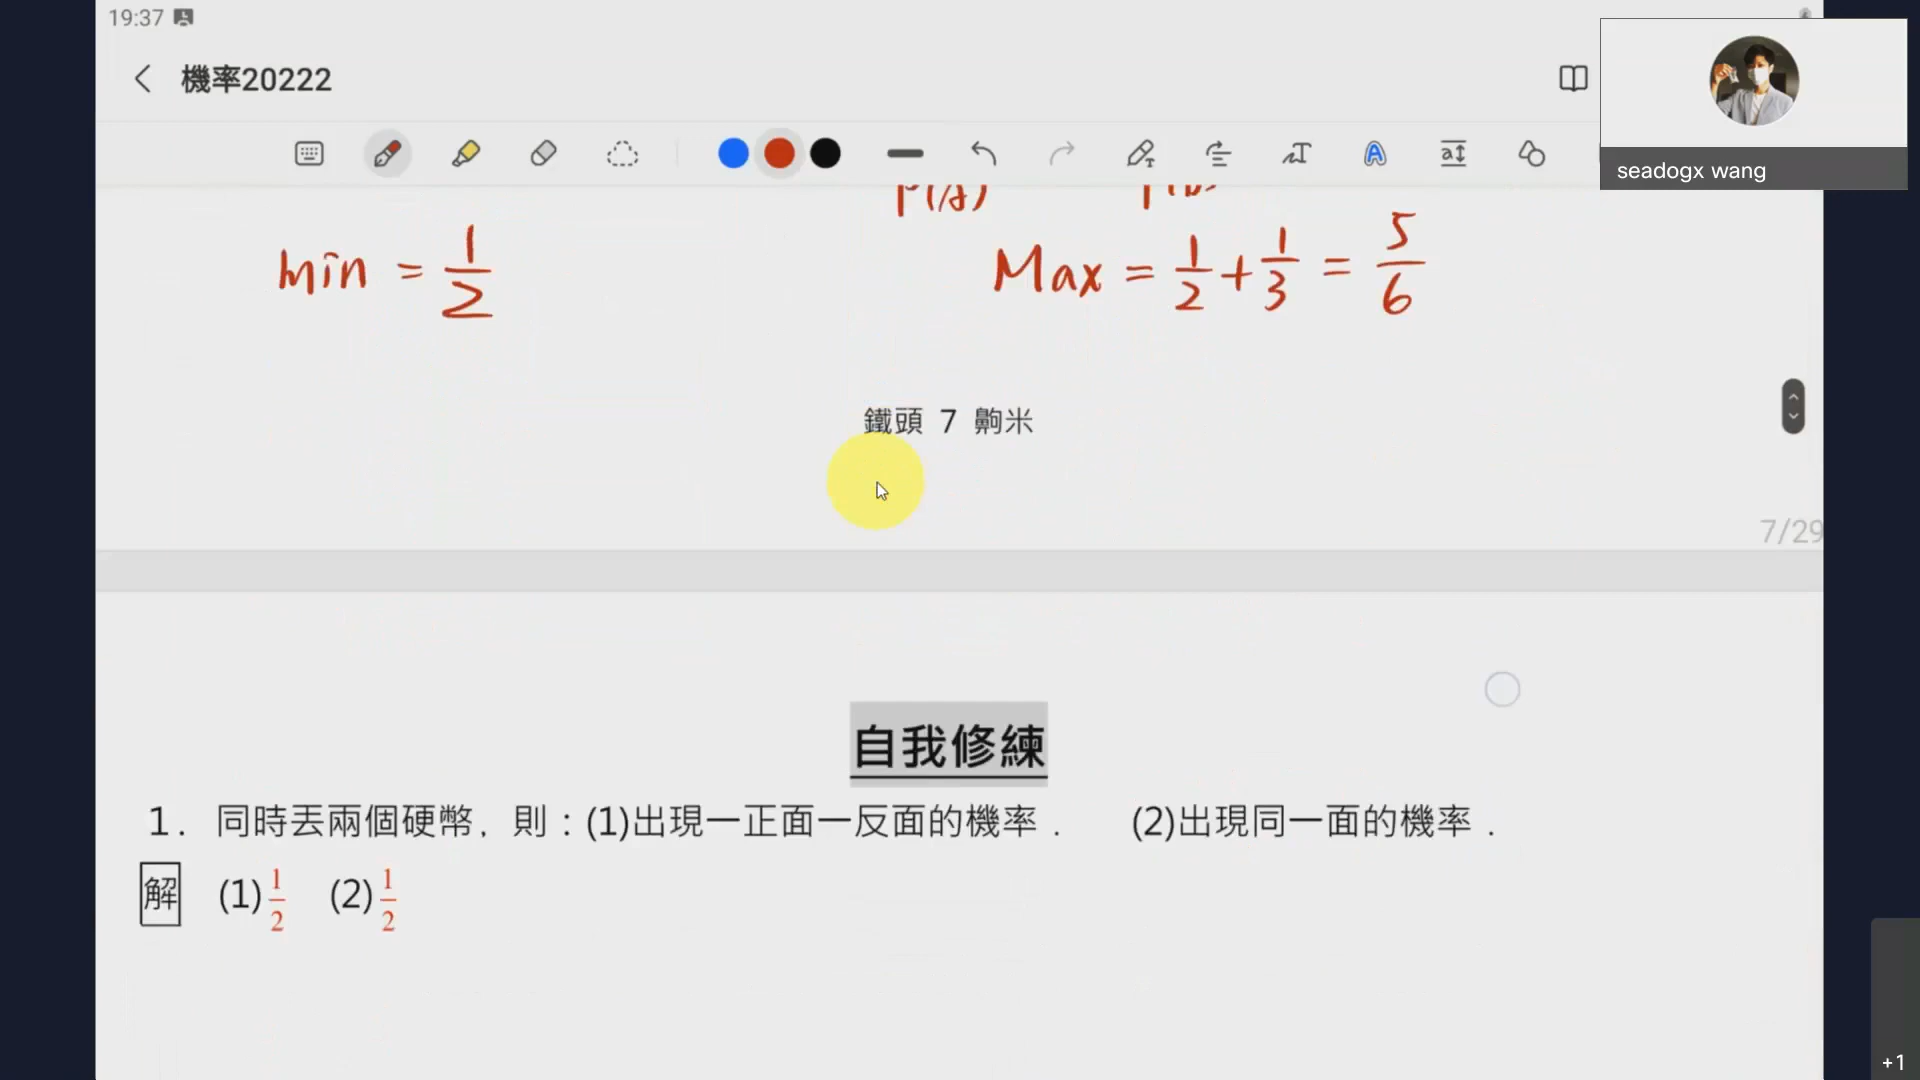 19:37
機率20222
seadogx wang
min = 1/2
Max = 1/2 + 1/3 = 5/6
鐵頭 7 齁米
7/29
自我修練
1. 同時丟兩個硬幣，則：(1)出現一正面一反面的機率． (2)出現同一面的機率．
解 (1) 1/2 (2) 1/2
+1